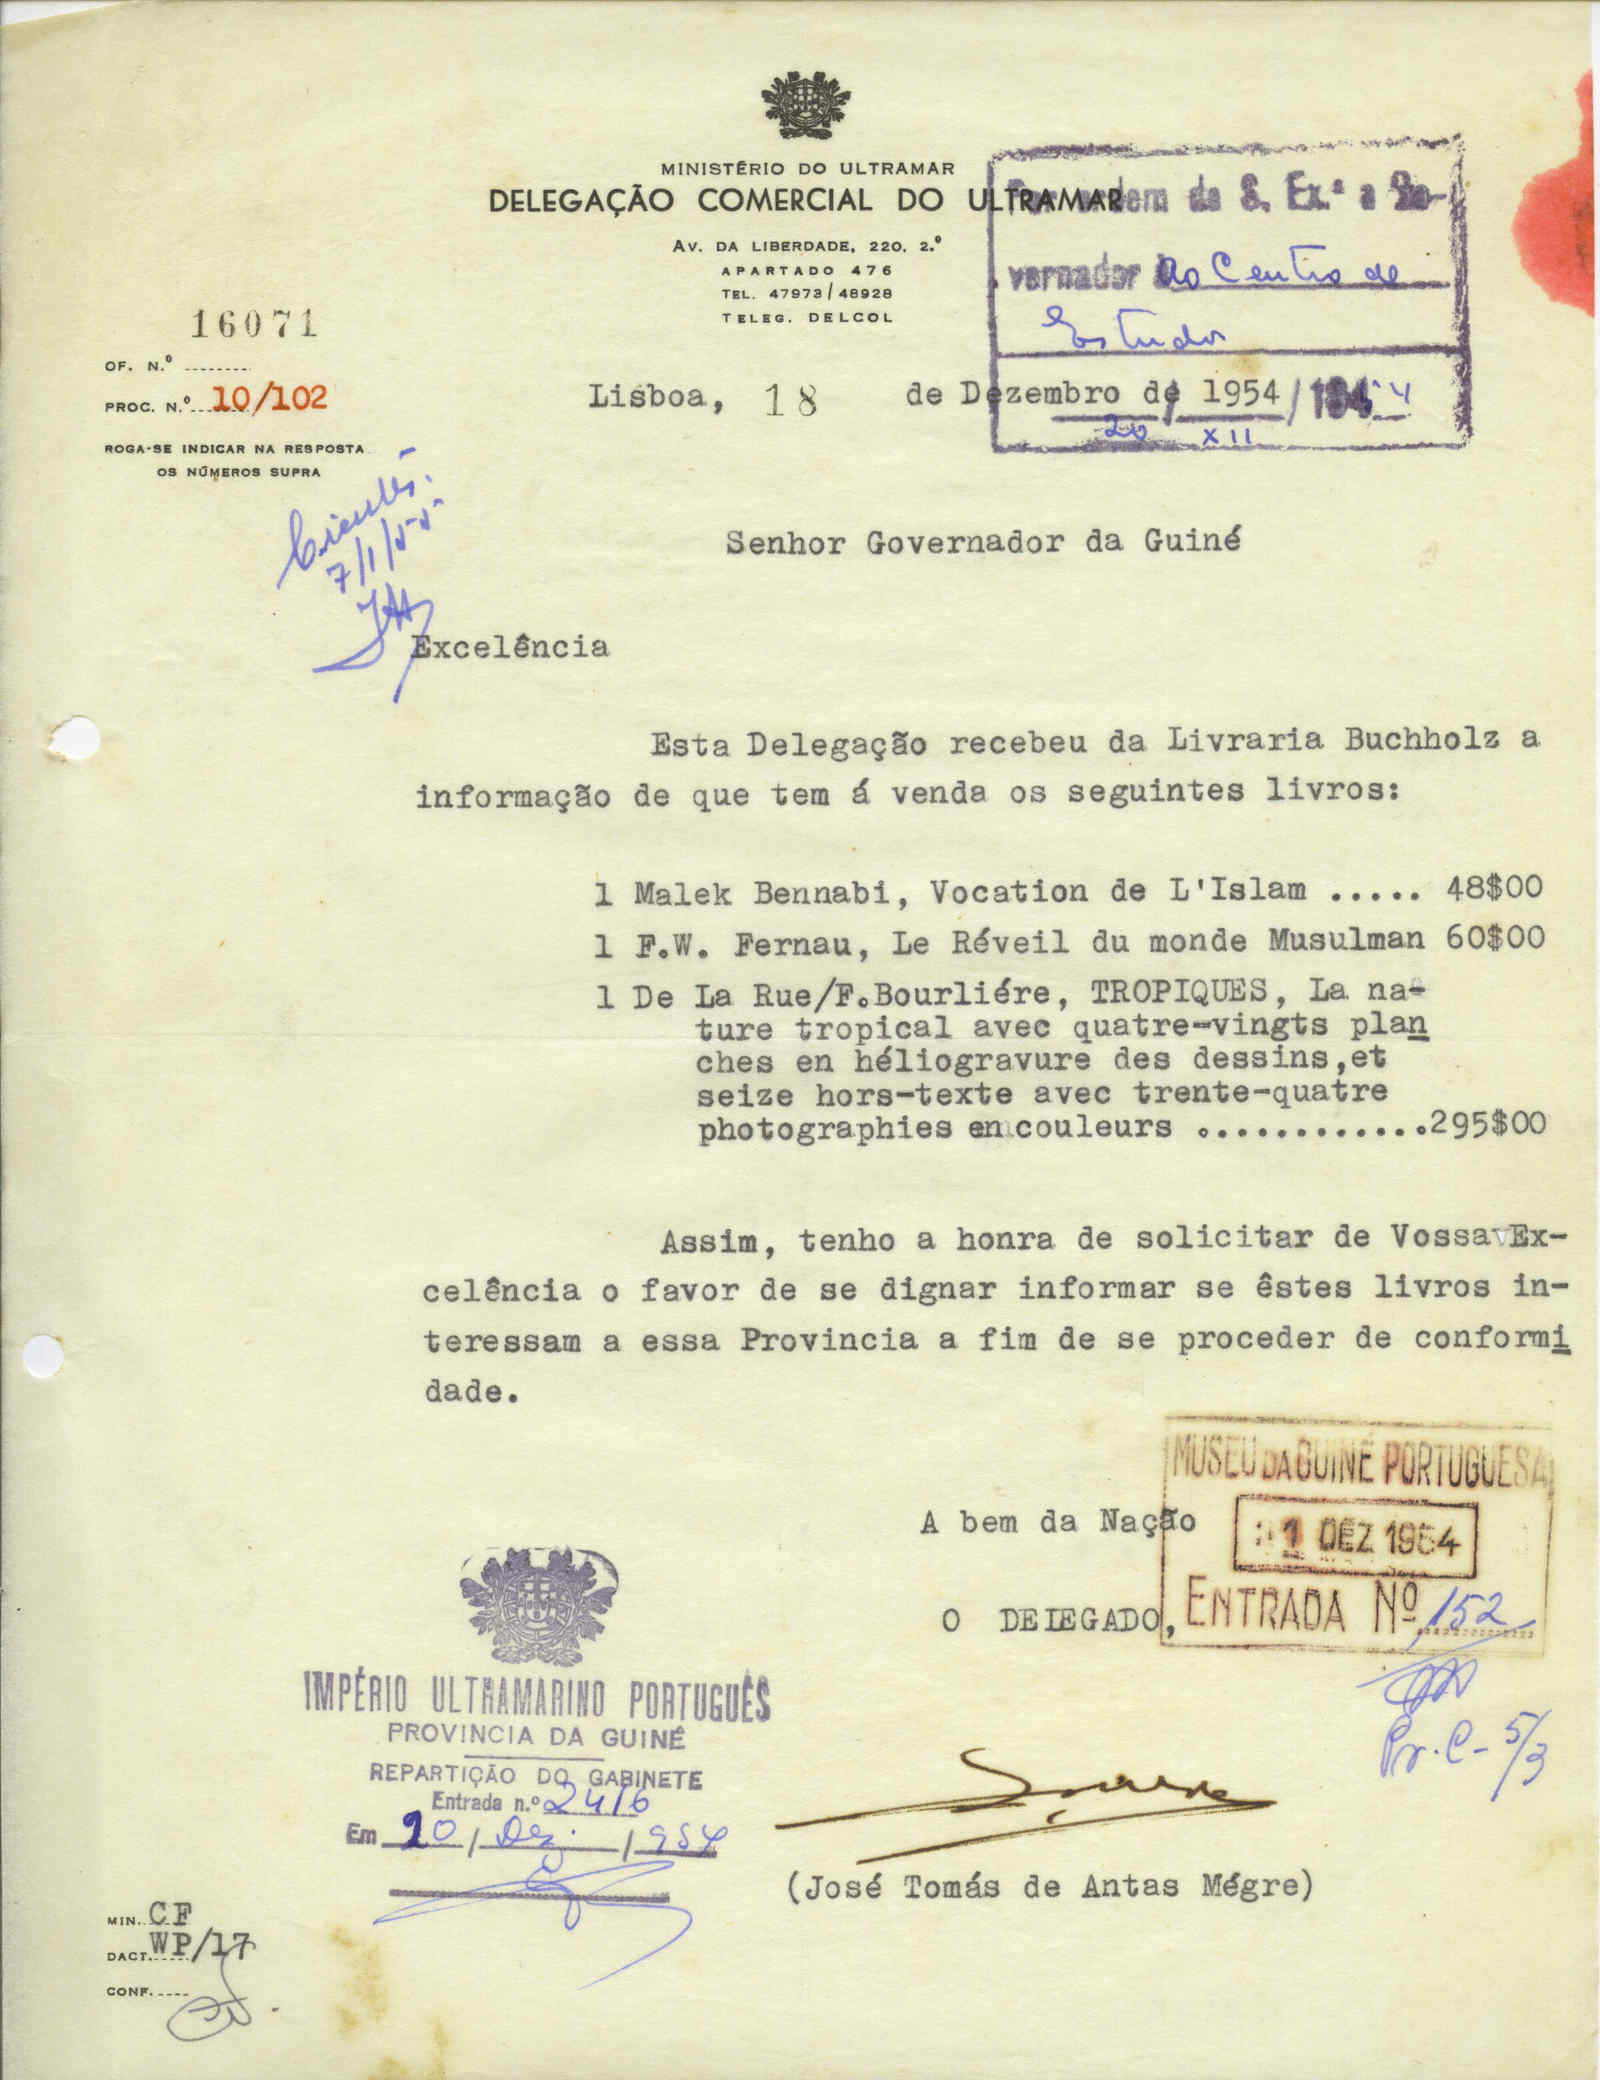 MINISTÉRIO DO ULTRAMAR
DELEGAÇÃO COMERCIAL DO ULTRAMAR
AV. DA LIBERDADE, 220, 2.º
APARTADO 476
TEL. 47973/48928
TELEG. DELCOL
Por ordem de S. Ex.ª o Go-
vernador Ao Centro de
Estudos
20 / XII / 1954
16071
OF. N.º ........
PROC. N.º 10/102
ROGA-SE INDICAR NA RESPOSTA
OS NÚMEROS SUPRA
Lisboa, 18 de Dezembro de 1954
7/1/55
Senhor Governador da Guiné
Excelência
Esta Delegação recebeu da Livraria Buchholz a
informação de que tem á venda os seguintes livros:
1 Malek Bennabi, Vocation de L'Islam ..... 48$00
1 F.W. Fernau, Le Réveil du monde Musulman 60$00
1 De La Rue/F.Bourliére, TROPIQUES, La na-
ture tropical avec quatre-vingts plan
ches en héliogravure des dessins,et
seize hors-texte avec trente-quatre
photographies en couleurs .............295$00
Assim, tenho a honra de solicitar de Vossa Ex-
celência o favor de se dignar informar se êstes livros in-
teressam a essa Provincia a fim de se proceder de conformi
dade.
MUSEU DA GUINÉ PORTUGUESA
DEZ 1954
ENTRADA Nº 152
Pr. C - 5/3
A bem da Nação
O DELEGADO,
(José Tomás de Antas Mégre)
IMPÉRIO ULTRAMARINO PORTUGUÊS
PROVINCIA DA GUINÉ
REPARTIÇÃO DO GABINETE
Entrada n.º 2416
Em 20 / Dez. / 954
MIN. CF
DACT. WP/17
CONF. ....